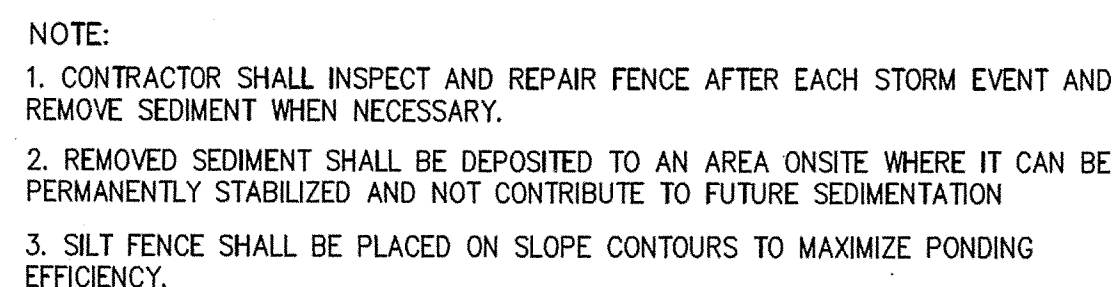 NOTE:
1. CONTRACTOR SHALL INSPECT AND REPAIR FENCE AFTER EACH STORM EVENT AND
REMOVE SEDIMENT WHEN NECESSARY.
2. REMOVED SEDIMENT SHALL BE DEPOSITED TO AN AREA ONSITE WHERE IT CAN BE
PERMANENTLY STABILIZED AND NOT CONTRIBUTE TO FUTURE SEDIMENTATION
3. SILT FENCE SHALL BE PLACED ON SLOPE CONTOURS TO MAXIMIZE PONDING
EFFICIENCY.